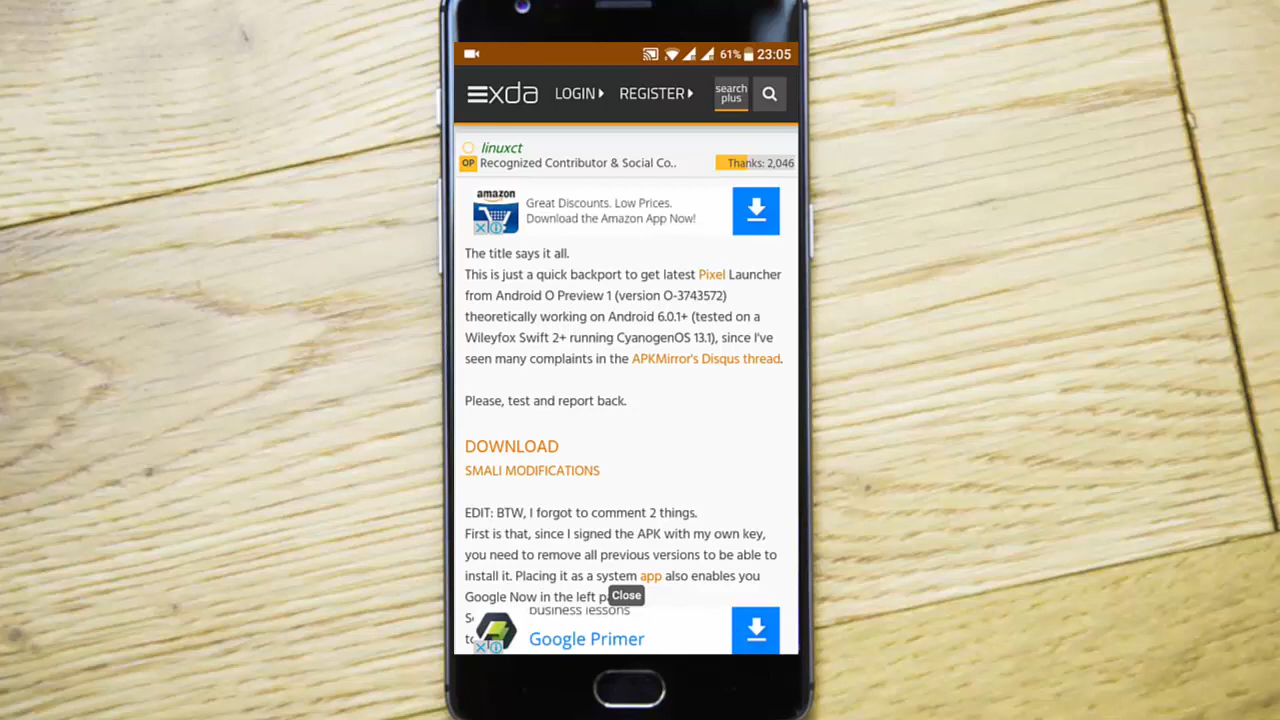 61% 23:05
xda LOGIN REGISTER search plus
linuxct
OP Recognized Contributor & Social Co.. Thanks: 2,046
amazon
Great Discounts. Low Prices.
Download the Amazon App Now!
The title says it all.
This is just a quick backport to get latest Pixel Launcher
from Android O Preview 1 (version O-3743572)
theoretically working on Android 6.0.1+ (tested on a
Wileyfox Swift 2+ running CyanogenOS 13.1), since I've
seen many complaints in the APKMirror's Disqus thread.
Please, test and report back.
DOWNLOAD
SMALI MODIFICATIONS
EDIT: BTW, I forgot to comment 2 things.
First is that, since I signed the APK with my own key,
you need to remove all previous versions to be able to
install it. Placing it as a system app also enables you
Google Now in the left
Close
business lessons
Google Primer